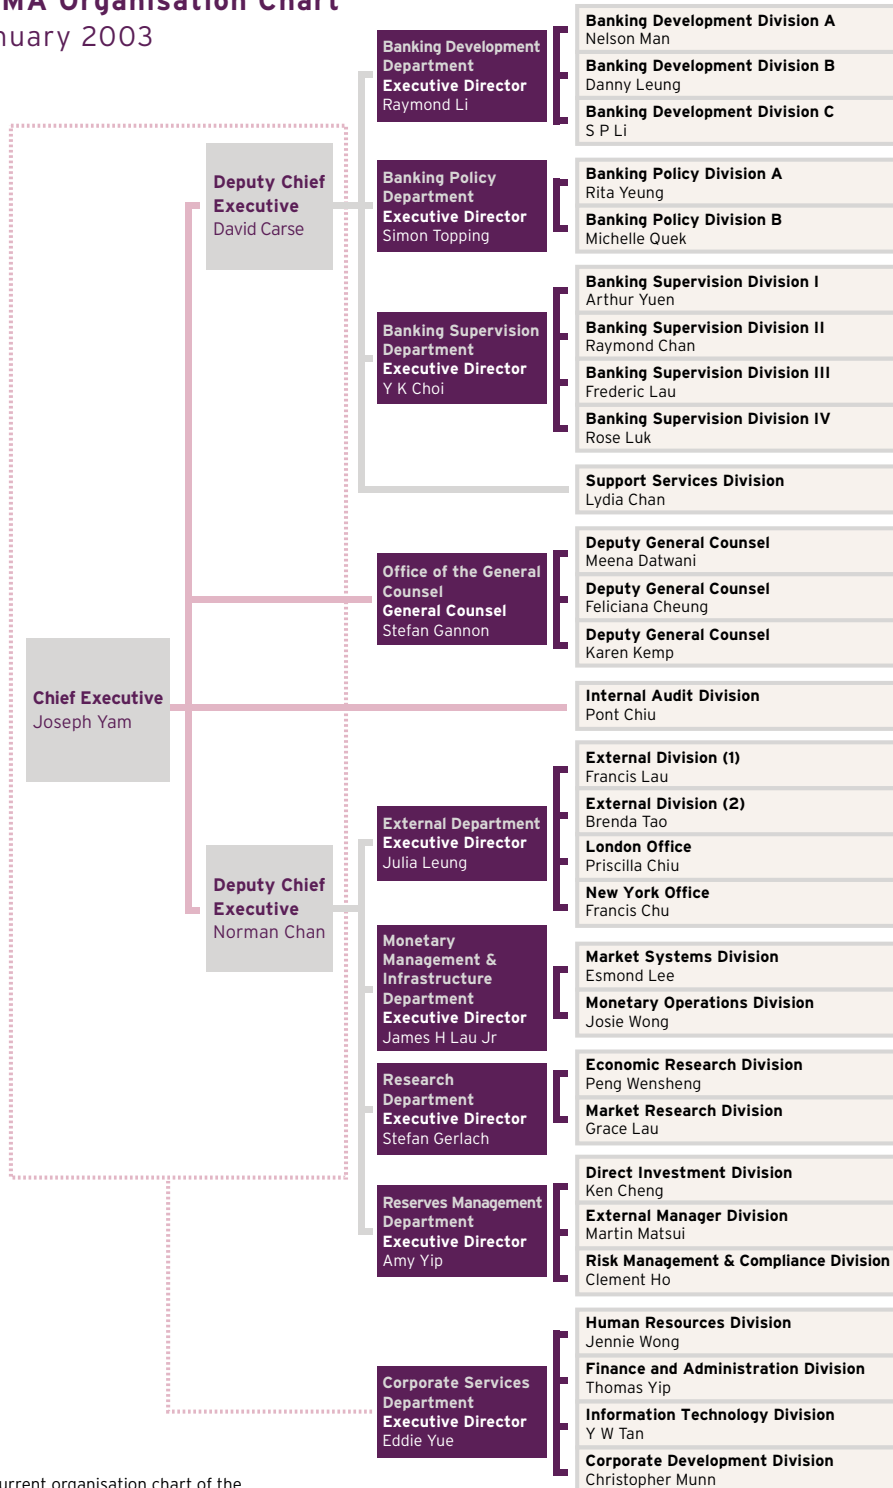 MA Organisation Chart
nuary 2003
Banking Development
Department
Executive Director
Raymond Li
Banking Development Division A
Nelson Man
Banking Development Division B
Danny Leung
Banking Development Division C
S P Li
Deputy Chief
Executive
David Carse
Banking Policy
Department
Executive Director
Simon Topping
Banking Policy Division A
Rita Yeung
Banking Policy Division B
Michelle Quek
Banking Supervision
Department
Executive Director
Y K Choi
Banking Supervision Division I
Arthur Yuen
Banking Supervision Division II
Raymond Chan
Banking Supervision Division III
Frederic Lau
Banking Supervision Division IV
Rose Luk
Support Services Division
Lydia Chan
Office of the General
Counsel
General Counsel
Stefan Gannon
Deputy General Counsel
Meena Datwani
Deputy General Counsel
Feliciana Cheung
Deputy General Counsel
Karen Kemp
Chief Executive
Joseph Yam
Internal Audit Division
Pont Chiu
Deputy Chief
Executive
Norman Chan
External Department
Executive Director
Julia Leung
External Division (1)
Francis Lau
External Division (2)
Brenda Tao
London Office
Priscilla Chiu
New York Office
Francis Chu
Monetary
Management &
Infrastructure
Department
Executive Director
James H Lau Jr
Market Systems Division
Esmond Lee
Monetary Operations Division
Josie Wong
Research
Department
Executive Director
Stefan Gerlach
Economic Research Division
Peng Wensheng
Market Research Division
Grace Lau
Reserves Management
Department
Executive Director
Amy Yip
Direct Investment Division
Ken Cheng
External Manager Division
Martin Matsui
Risk Management & Compliance Division
Clement Ho
Corporate Services
Department
Executive Director
Eddie Yue
Human Resources Division
Jennie Wong
Finance and Administration Division
Thomas Yip
Information Technology Division
Y W Tan
Corporate Development Division
Christopher Munn
urrent organisation chart of the